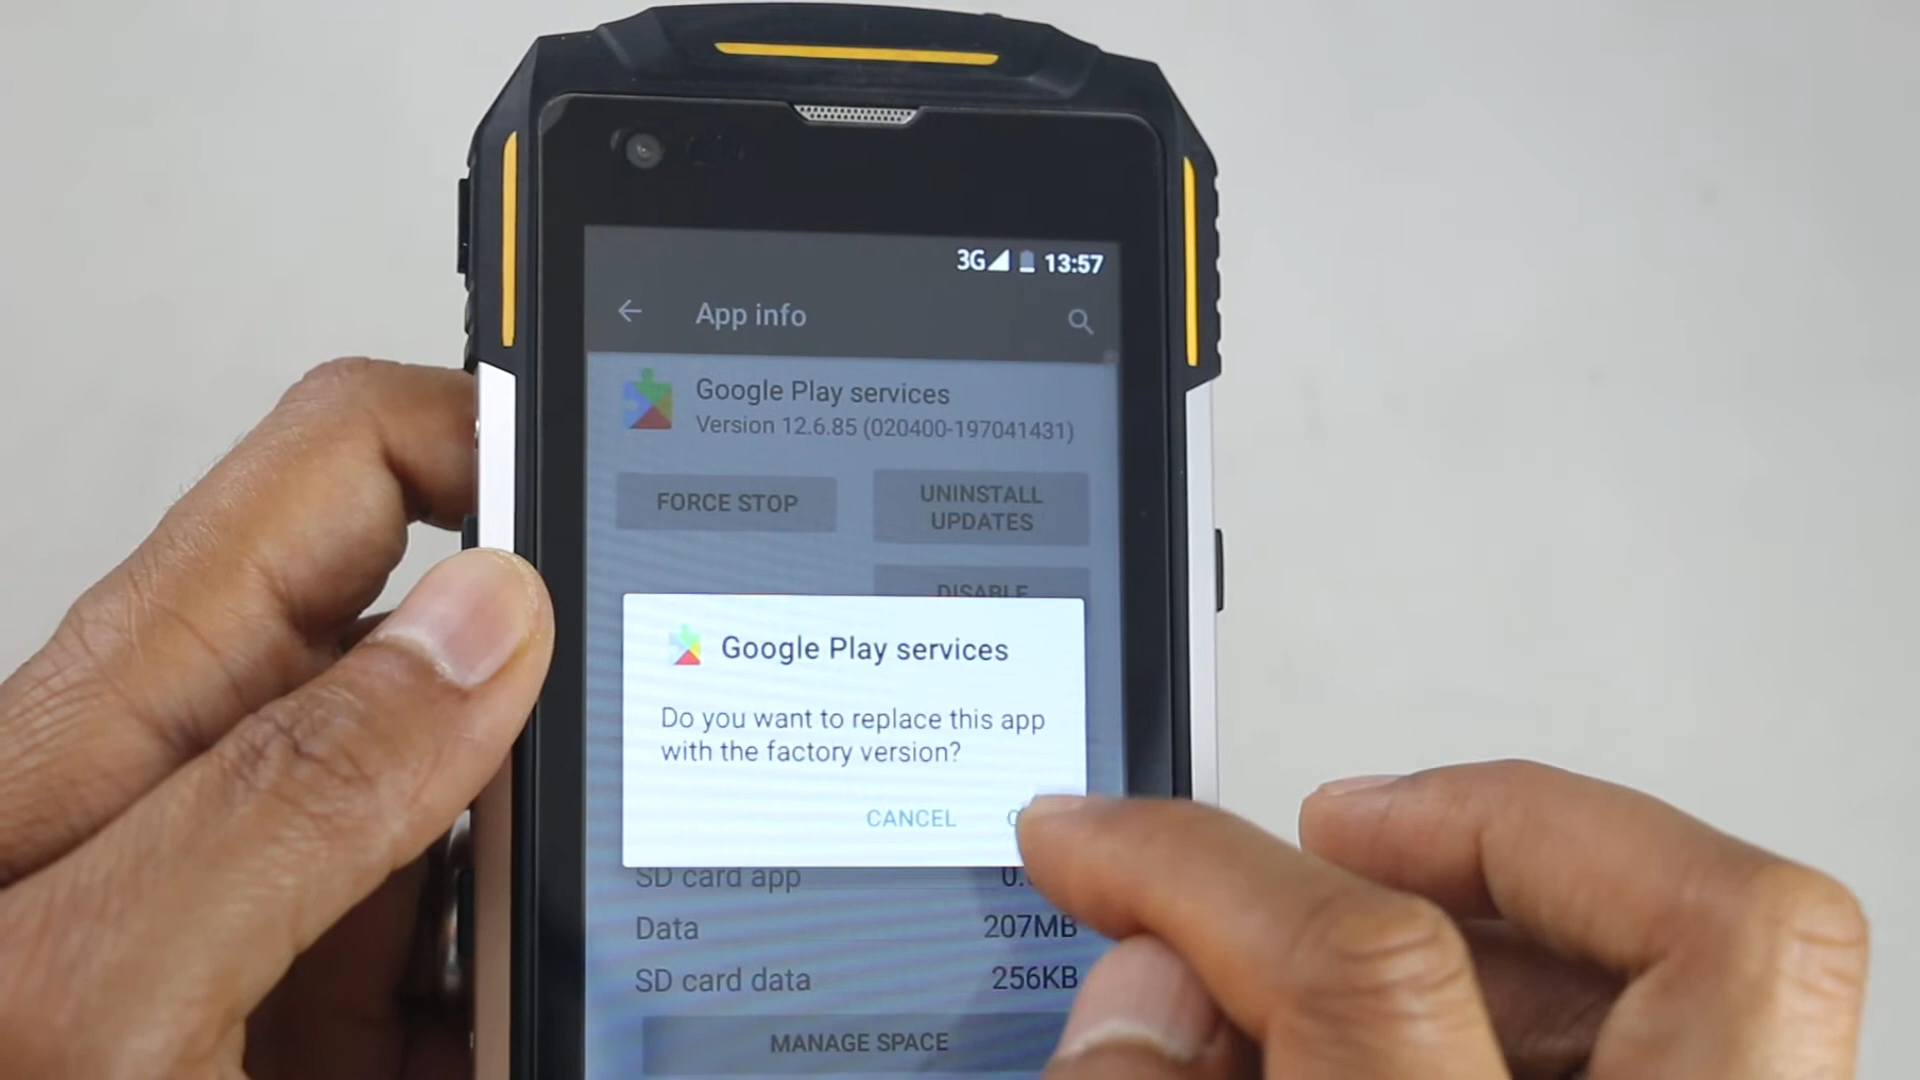 3G 13:57
App info
Google Play services
Version 12.6.85 (020400-197041431)
FORCE STOP
UNINSTALL
UPDATES
DISABLE
Google Play services
Do you want to replace this app
with the factory version?
CANCEL
SD card app
Data 207MB
SD card data 256KB
MANAGE SPACE